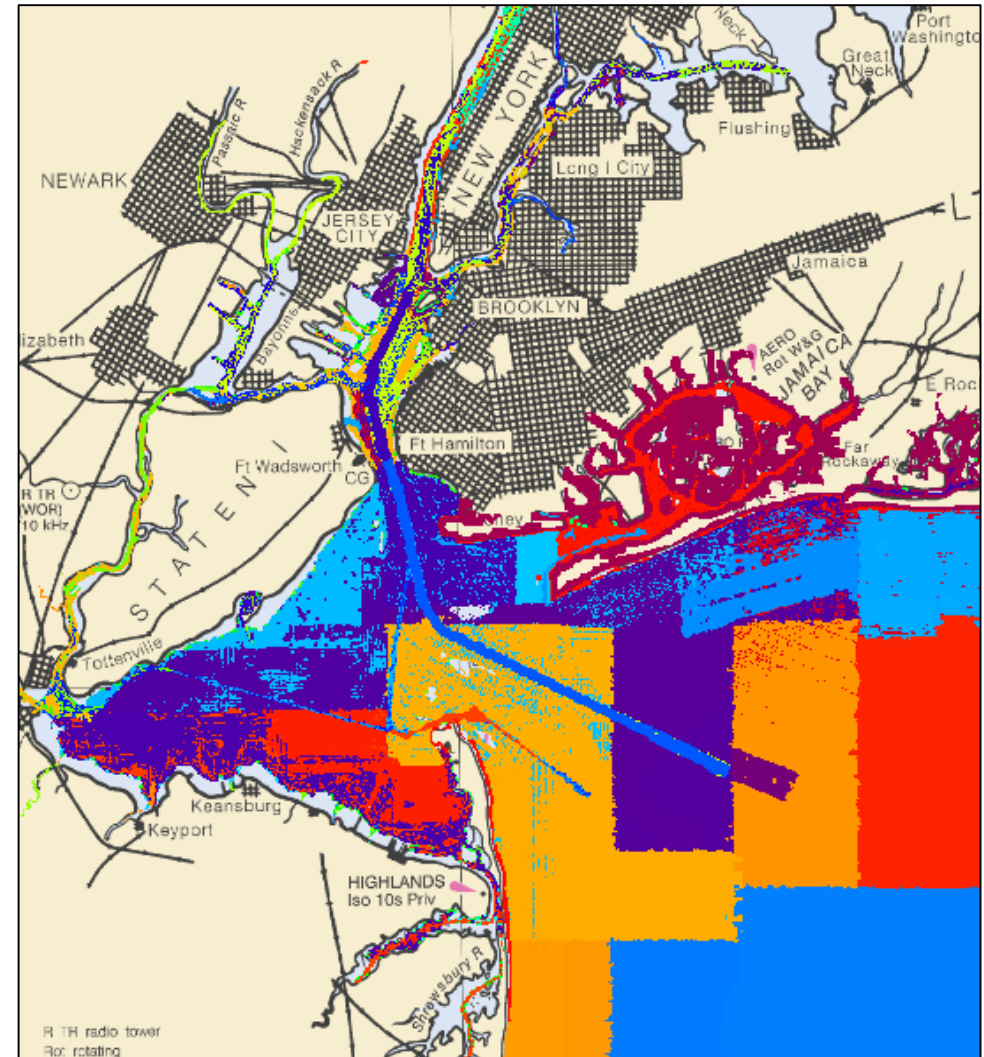 Neck
Port
Washingto
Great
Neck
Hackensack R
Passaic R
NEW YORK
Flushing
Long I City
NEWARK
JERSEY
CITY
L
Jamaica
BROOKLYN
Bayonne
izabeth
AERO
Rot W&G
JAMAICA
BAY
E Roc
Ft Hamilton
Far
Rockaway
Ft Wadsworth
CG
R TR
(WOR)
10 kHz
STATEN I
ney
Tottenville
Keansburg
Keyport
HIGHLANDS
Iso 10s Priv
Shrewsbury R
R TR radio tower
Rot rotating